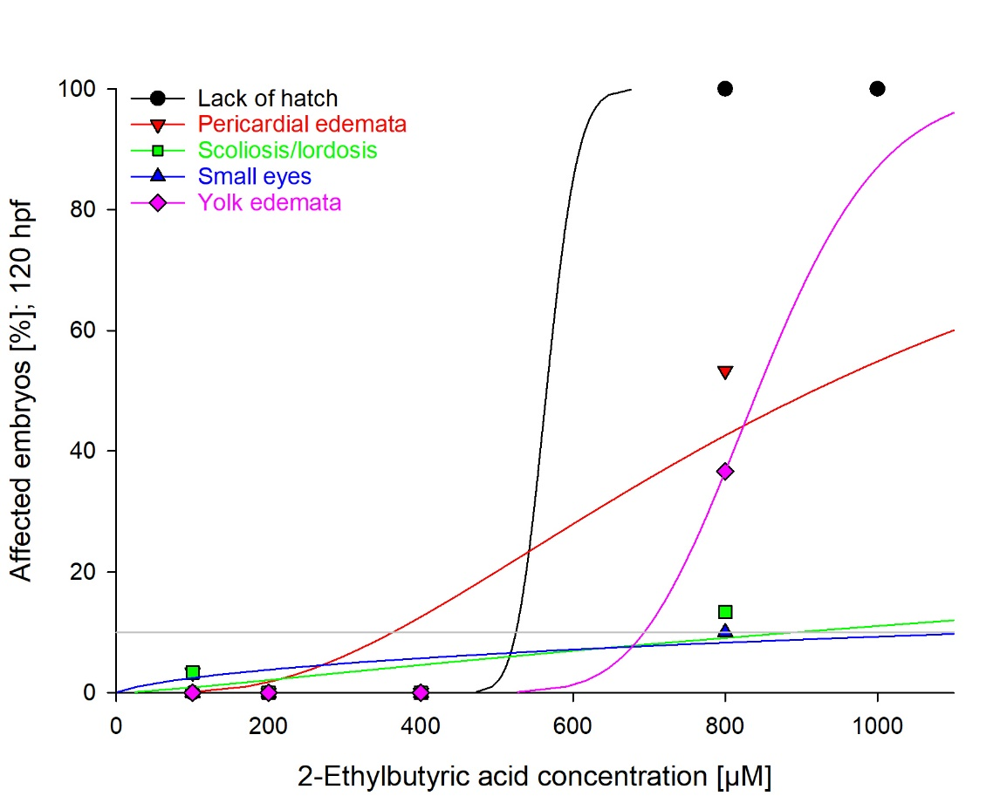 Lack of hatch
Pericardial edemata
Scoliosis/lordosis
Small eyes
Yolk edemata
Affected embryos [%]; 120 hpf
100
80
60
40
20
0
0 200 400 600 800 1000
2-Ethylbutyric acid concentration [µM]